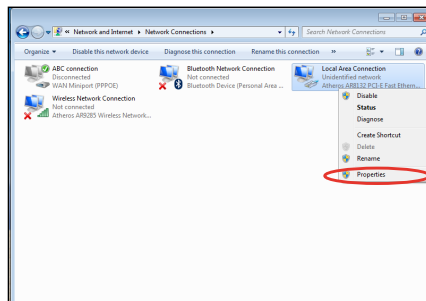 Network and Internet ▸ Network Connections ▸
Search Network Connections
Organize ▾ Disable this network device Diagnose this connection Rename this connection »
ABC connection
Disconnected
WAN Miniport (PPPOE)
Bluetooth Network Connection
Not connected
Bluetooth Device (Personal Area ...
Local Area Connection
Unidentified network
Atheros AR8132 PCI-E Fast Ethern...
Wireless Network Connection
Not connected
Atheros AR9285 Wireless Network...
Disable
Status
Diagnose
Create Shortcut
Delete
Rename
Properties